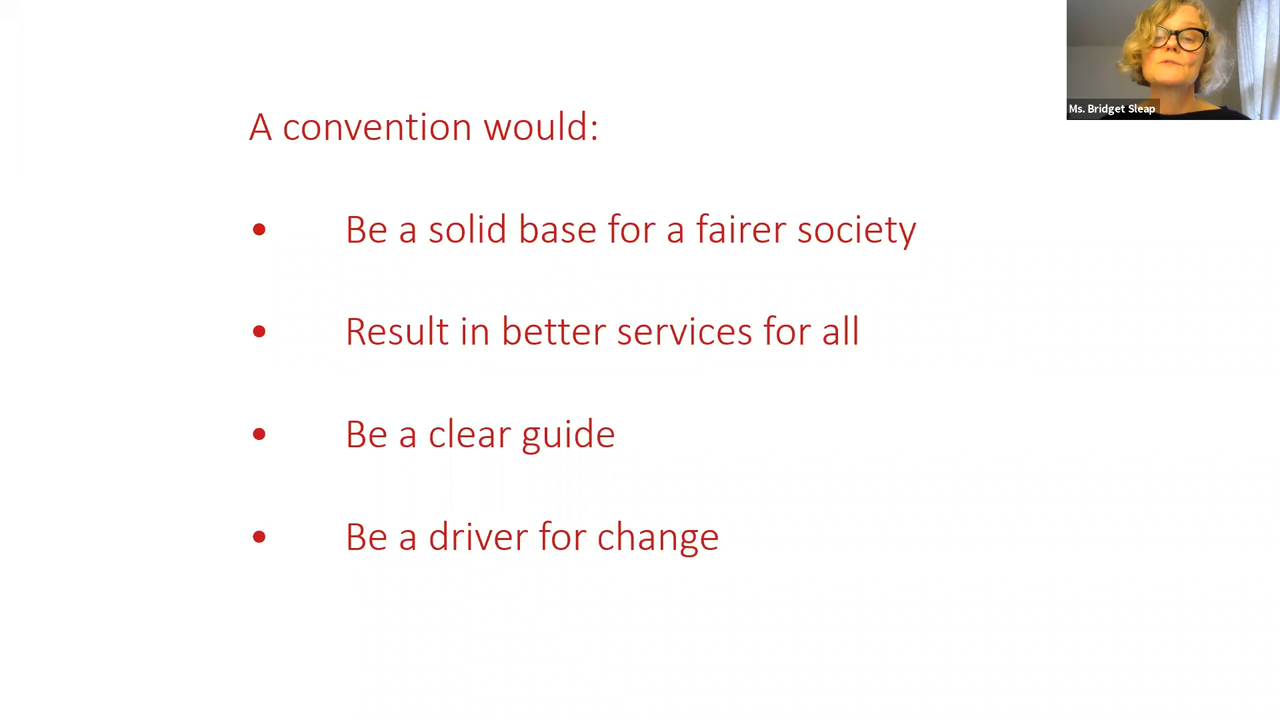 Ms. Bridget Sleap
A convention would:
• Be a solid base for a fairer society
• Result in better services for all
• Be a clear guide
• Be a driver for change